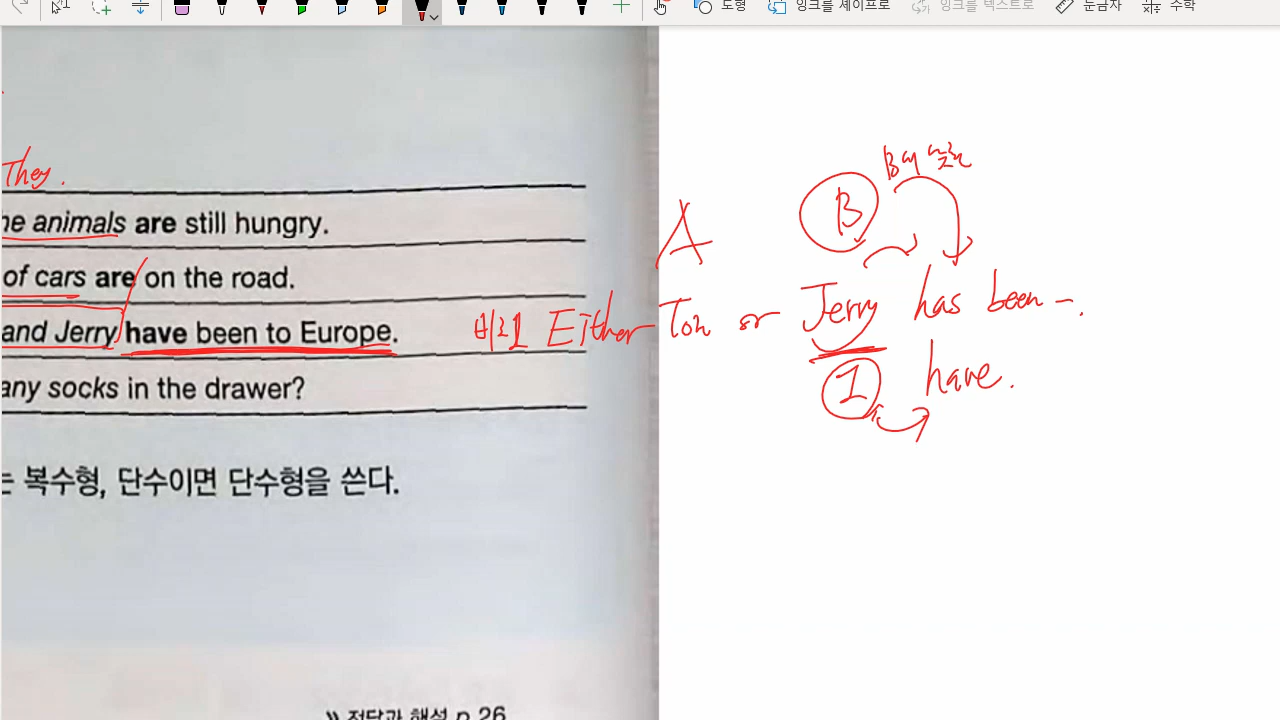 도형 잉크를 셰이프로 잉크를 텍스트로 눈금자 수학
They.
B에 수일치
A B
he animals are still hungry.
of cars are on the road.
and Jerry have been to Europe.
비교1 Either Tom or Jerry has been ~.
I have.
any socks in the drawer?
는 복수형, 단수이면 단수형을 쓴다.
정답과 해설 p.26